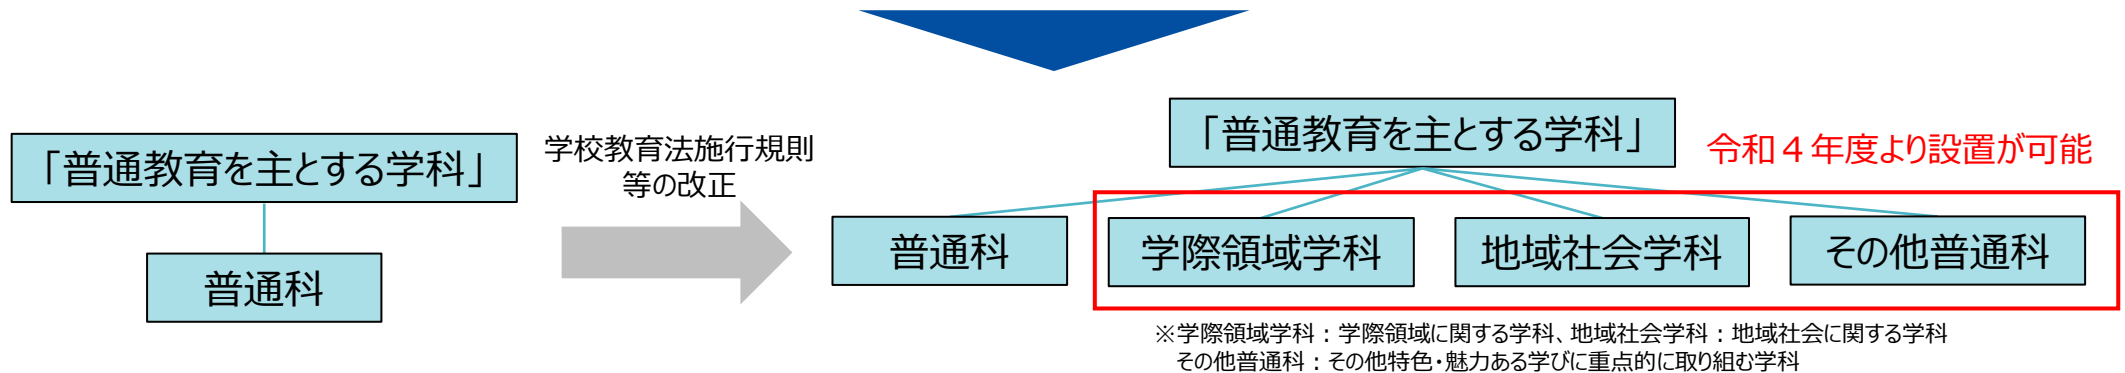 「普通教育を主とする学科」
普通科
学校教育法施行規則
等の改正
「普通教育を主とする学科」
令和4年度より設置が可能
普通科
学際領域学科
地域社会学科
その他普通科
※学際領域学科:学際領域に関する学科、地域社会学科:地域社会に関する学科
その他普通科:その他特色・魅力ある学びに重点的に取り組む学科